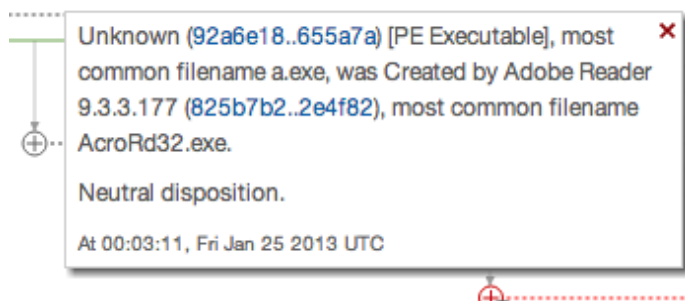 Unknown (92a6e18..655a7a) [PE Executable], most
common filename a.exe, was Created by Adobe Reader
9.3.3.177 (825b7b2..2e4f82), most common filename
AcroRd32.exe.
Neutral disposition.
At 00:03:11, Fri Jan 25 2013 UTC